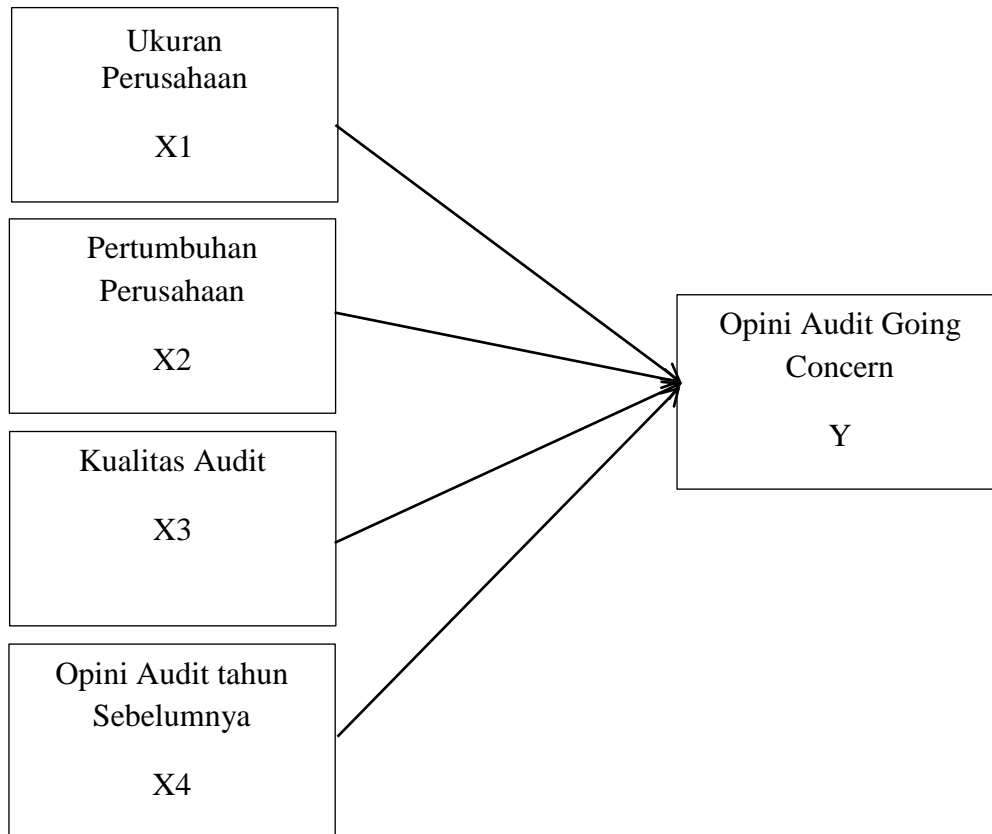 Ukuran
Perusahaan
X1
Pertumbuhan
Perusahaan
X2
Kualitas Audit
X3
Opini Audit tahun
Sebelumnya
X4
Opini Audit Going
Concern
Y